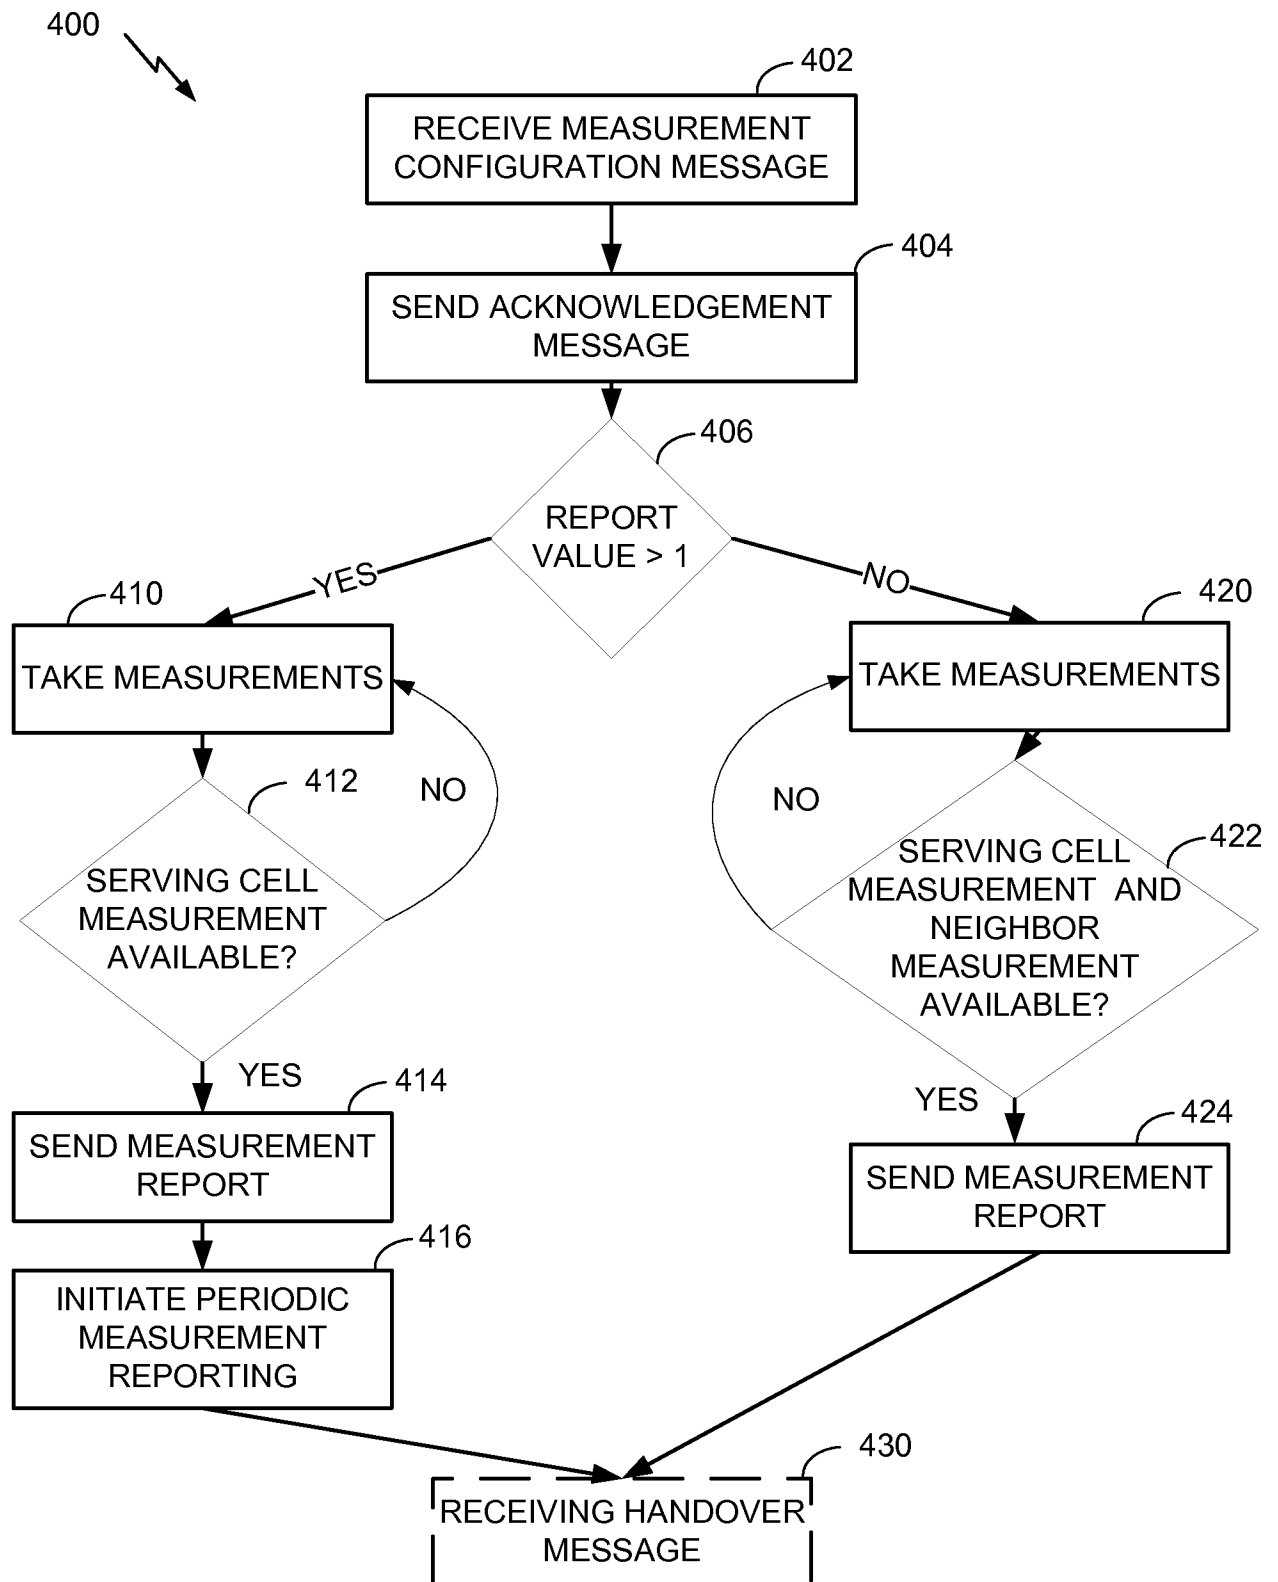 400
402
RECEIVE MEASUREMENT
CONFIGURATION MESSAGE
404
SEND ACKNOWLEDGEMENT
MESSAGE
406
REPORT
VALUE > 1
YES
NO
410
TAKE MEASUREMENTS
420
TAKE MEASUREMENTS
412
NO
SERVING CELL
MEASUREMENT
AVAILABLE?
NO
422
SERVING CELL
MEASUREMENT AND
NEIGHBOR
MEASUREMENT
AVAILABLE?
YES
414
SEND MEASUREMENT
REPORT
YES
424
SEND MEASUREMENT
REPORT
416
INITIATE PERIODIC
MEASUREMENT
REPORTING
430
RECEIVING HANDOVER
MESSAGE